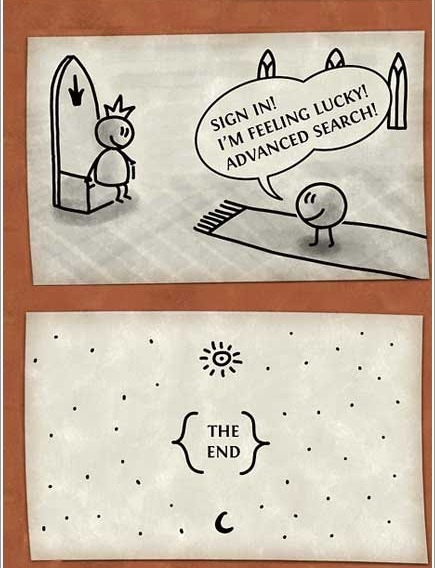 SIGN IN!
I'M FEELING LUCKY!
ADVANCED SEARCH!
THE
END